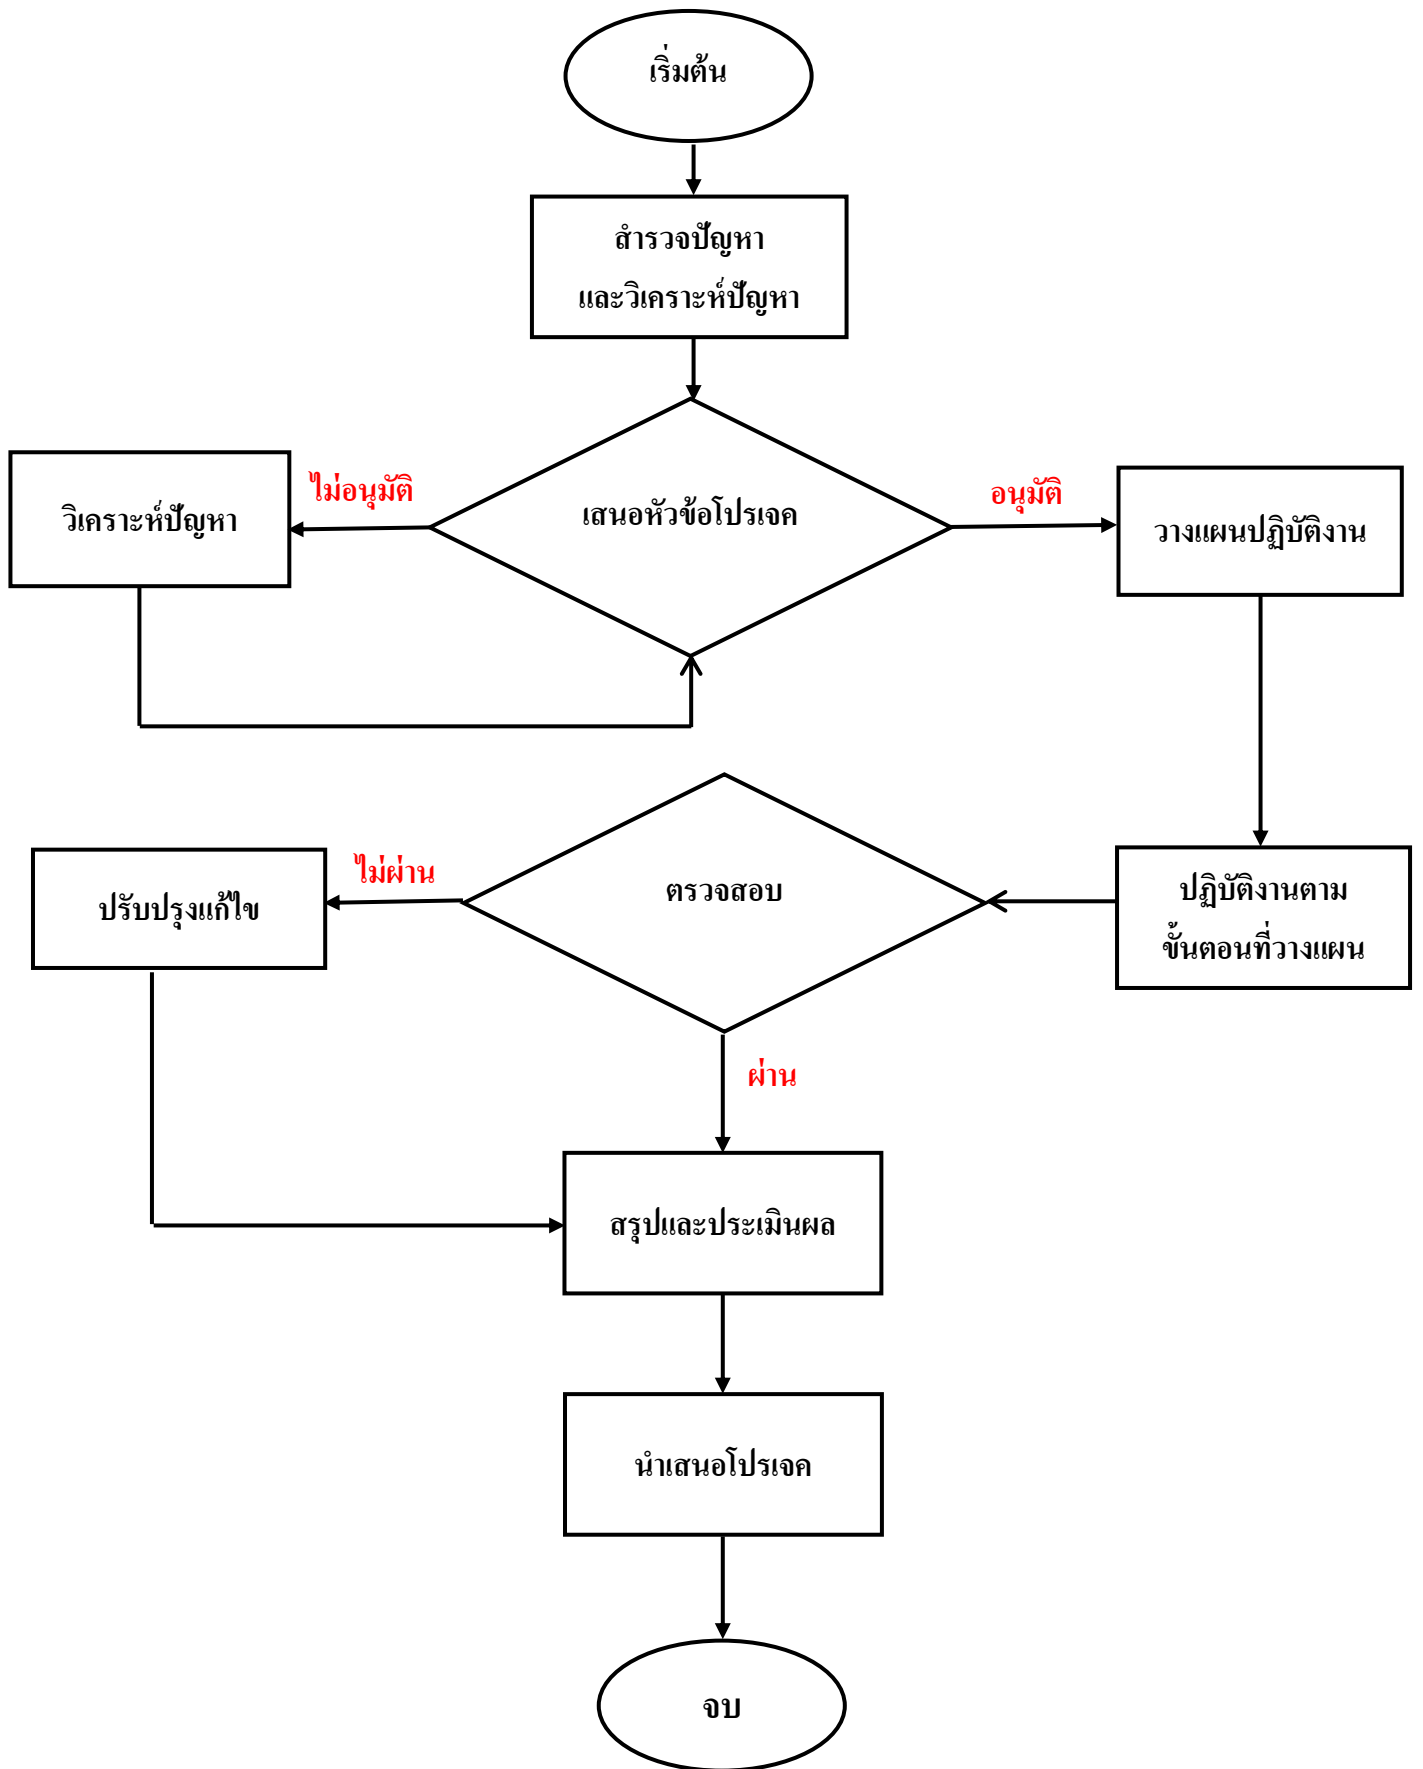 เริ่มต้น
สำรวจปัญหา
และวิเคราะห์ปัญหา
ไม่อนุมัติ
อนุมัติ
วิเคราะห์ปัญหา
เสนอหัวข้อโปรเจค
วางแผนปฏิบัติงาน
ไม่ผ่าน
ปรับปรุงแก้ไข
ตรวจสอบ
ปฏิบัติงานตาม
ขั้นตอนที่วางแผน
ผ่าน
สรุปและประเมินผล
นำเสนอโปรเจค
จบ